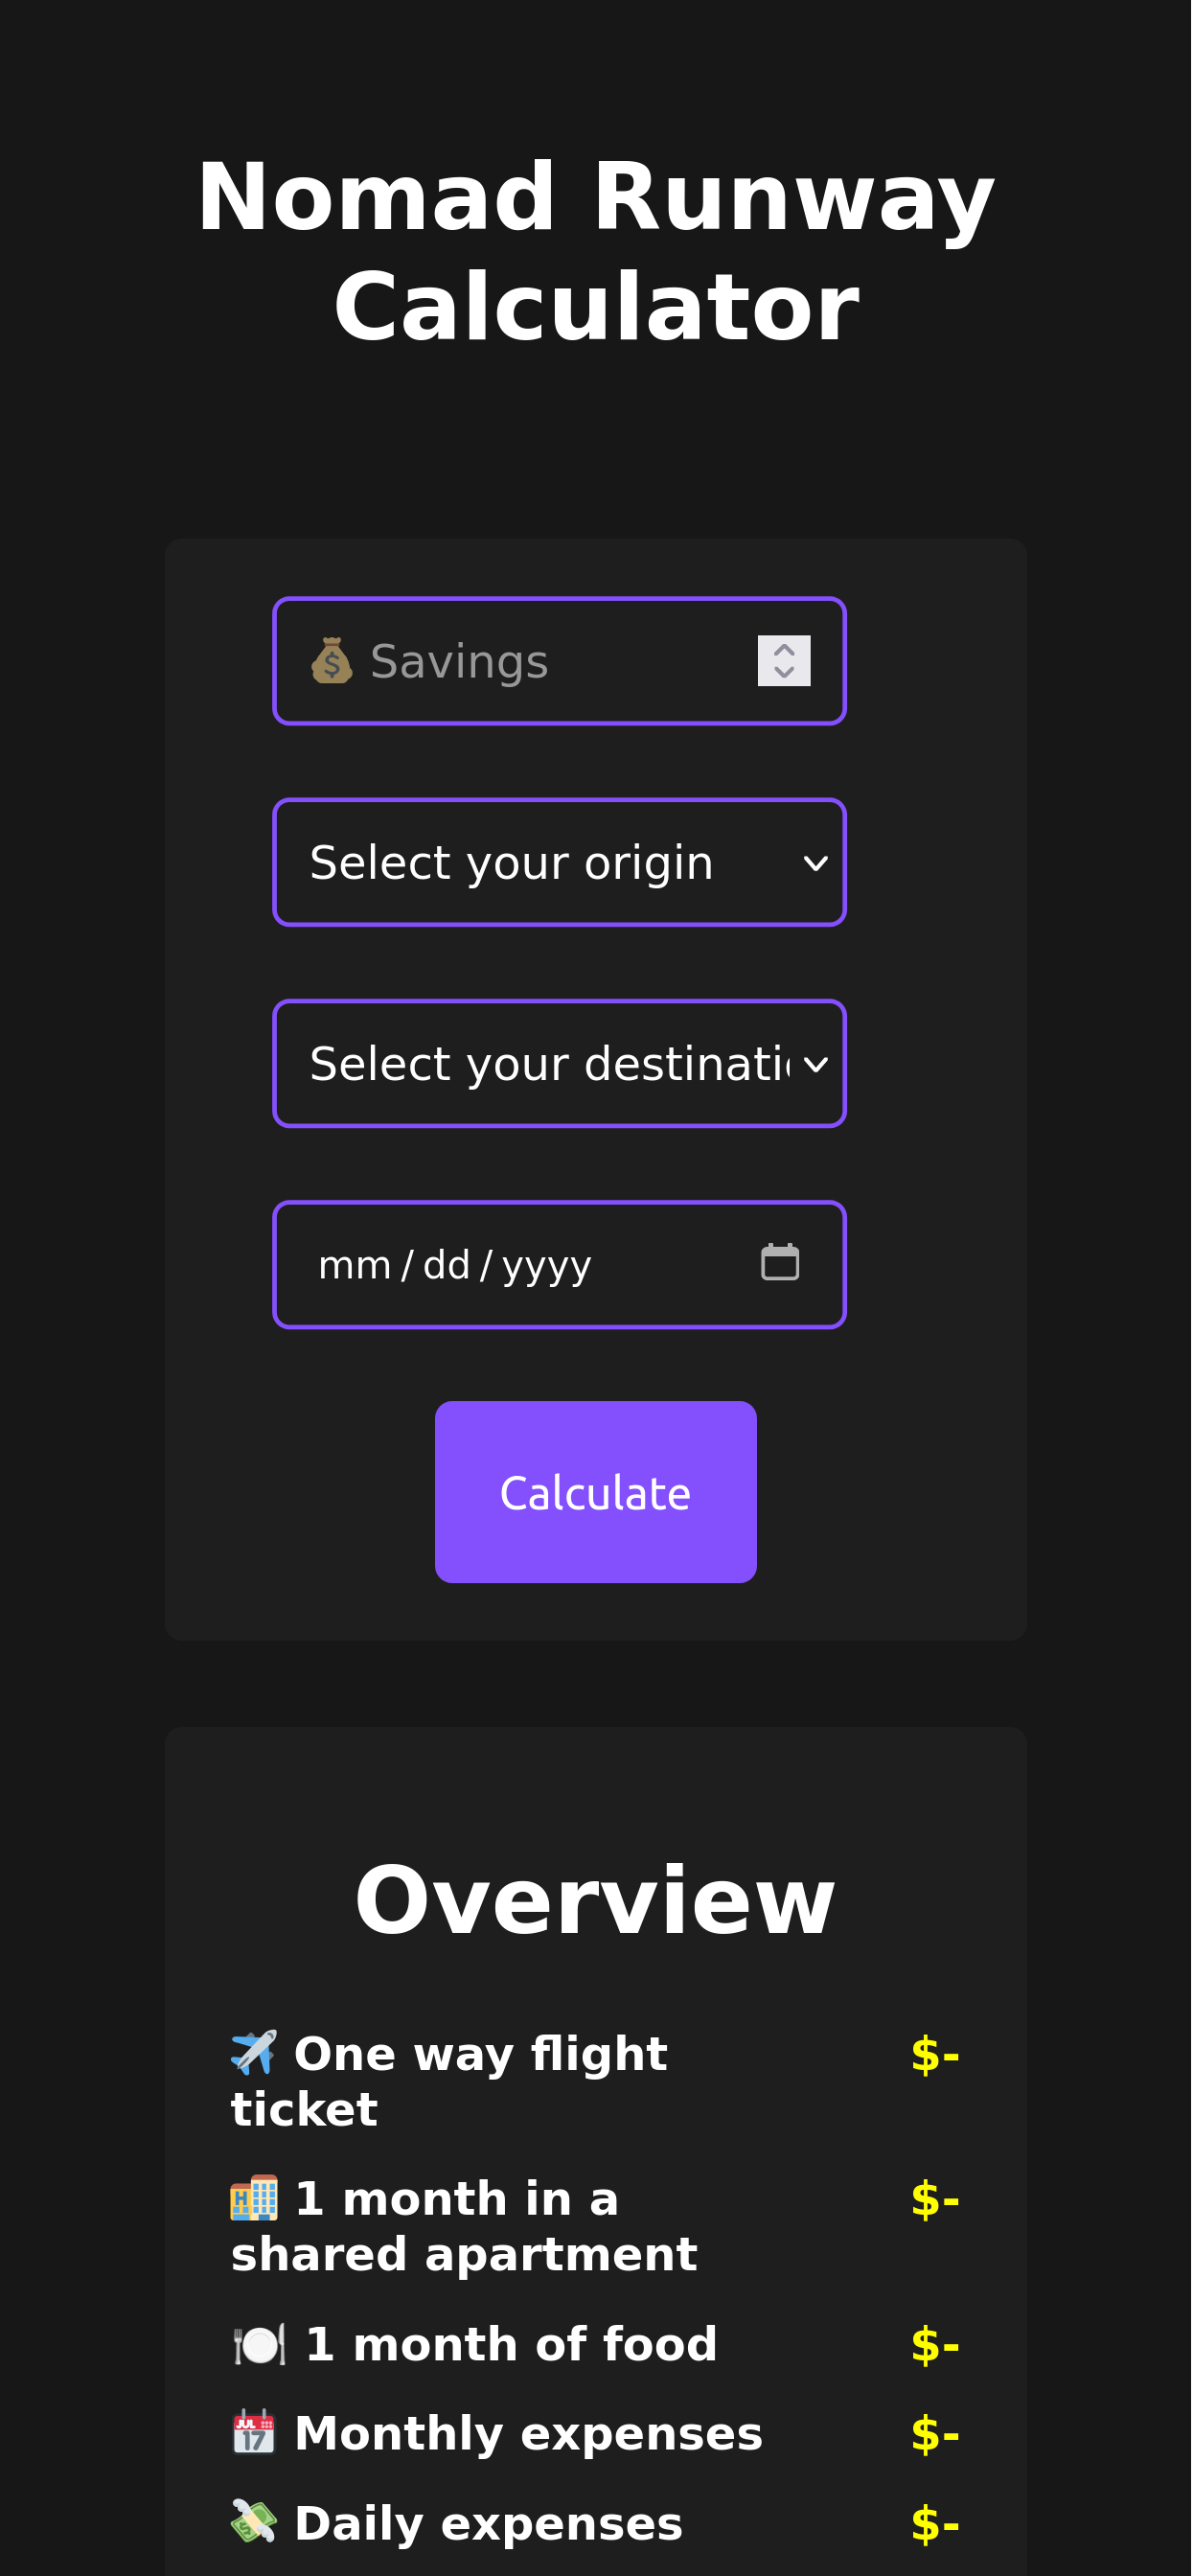 Nomad Runway
Calculator
💰 Savings
Select your origin
Select your destinati
mm / dd / yyyy
Calculate
Overview
✈️ One way flight
ticket
$-
🏨 1 month in a
shared apartment
$-
🍽️ 1 month of food
$-
📅 Monthly expenses
$-
💸 Daily expenses
$-